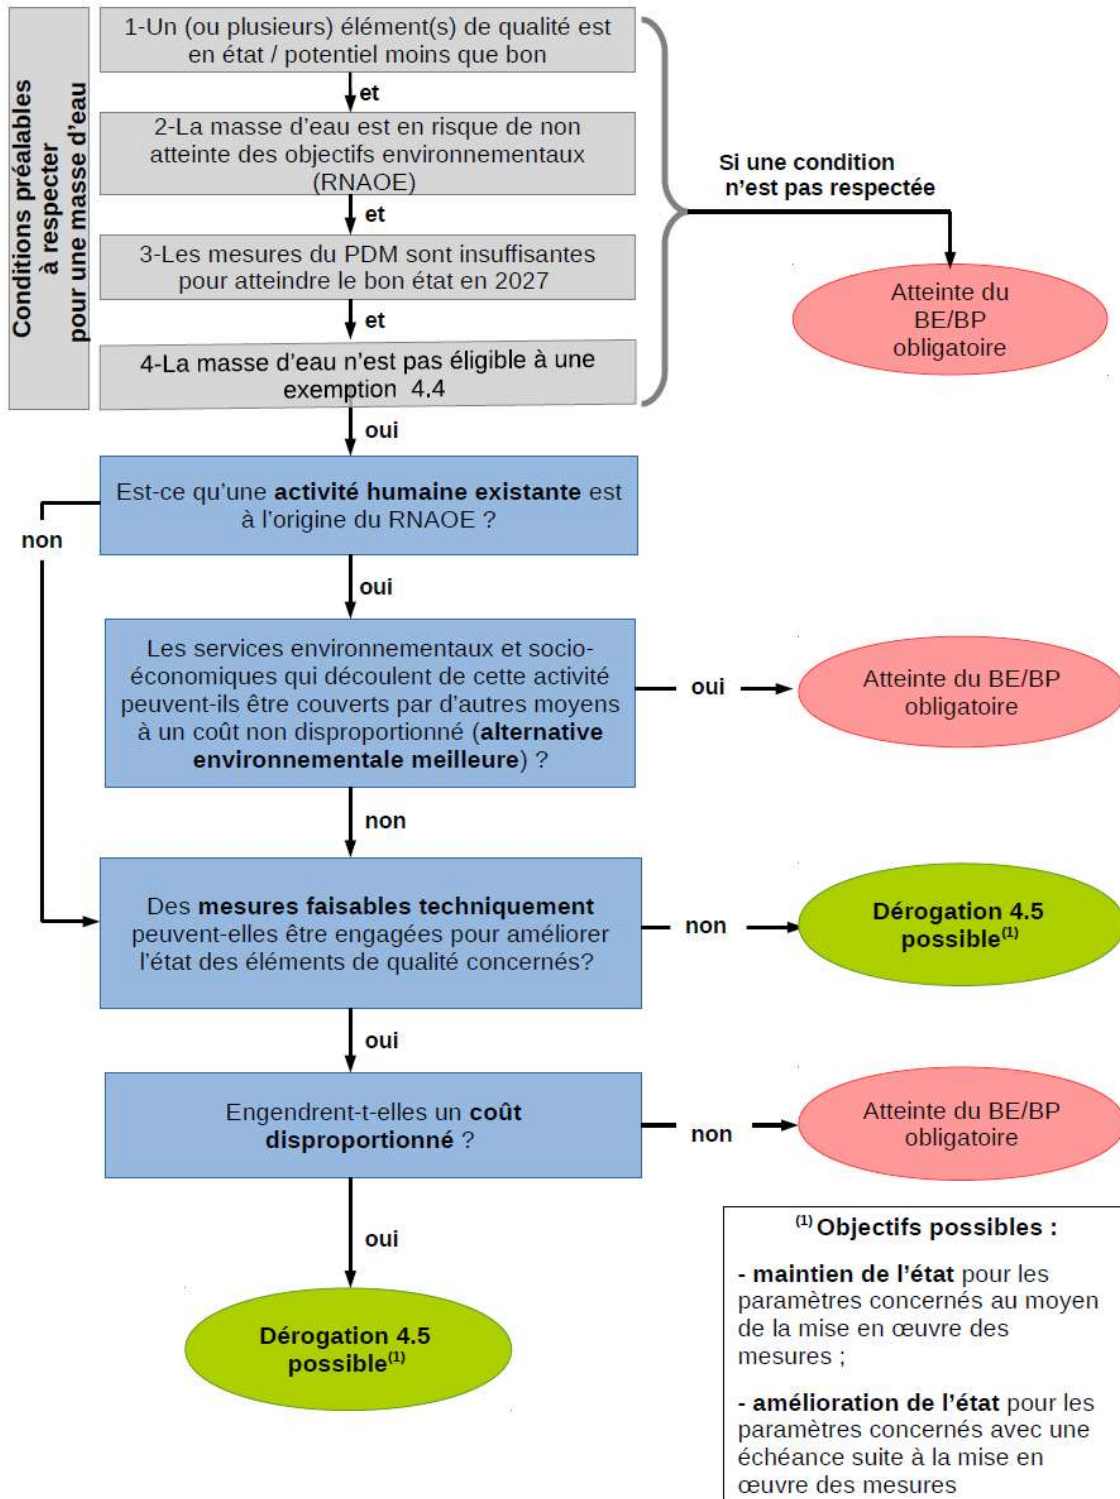 Conditions préalables
à respecter
pour une masse d'eau
1-Un (ou plusieurs) élément(s) de qualité est
en état / potentiel moins que bon
et
2-La masse d'eau est en risque de non
atteinte des objectifs environnementaux
(RNAOE)
et
3-Les mesures du PDM sont insuffisantes
pour atteindre le bon état en 2027
et
4-La masse d'eau n'est pas éligible à une
exemption 4.4
Si une condition
n'est pas respectée
Atteinte du
BE/BP
obligatoire
oui
Est-ce qu'une activité humaine existante est
à l'origine du RNAOE ?
non
oui
Les services environnementaux et socio-
économiques qui découlent de cette activité
peuvent-ils être couverts par d'autres moyens
à un coût non disproportionné (alternative
environnementale meilleure) ?
oui
Atteinte du BE/BP
obligatoire
non
Des mesures faisables techniquement
peuvent-elles être engagées pour améliorer
l'état des éléments de qualité concernés?
non
Dérogation 4.5
possible(1)
oui
Engendrent-t-elles un coût
disproportionné ?
non
Atteinte du BE/BP
obligatoire
oui
Dérogation 4.5
possible(1)
(1) Objectifs possibles :
- maintien de l'état pour les
paramètres concernés au moyen
de la mise en œuvre des
mesures ;
- amélioration de l'état pour les
paramètres concernés avec une
échéance suite à la mise en
œuvre des mesures